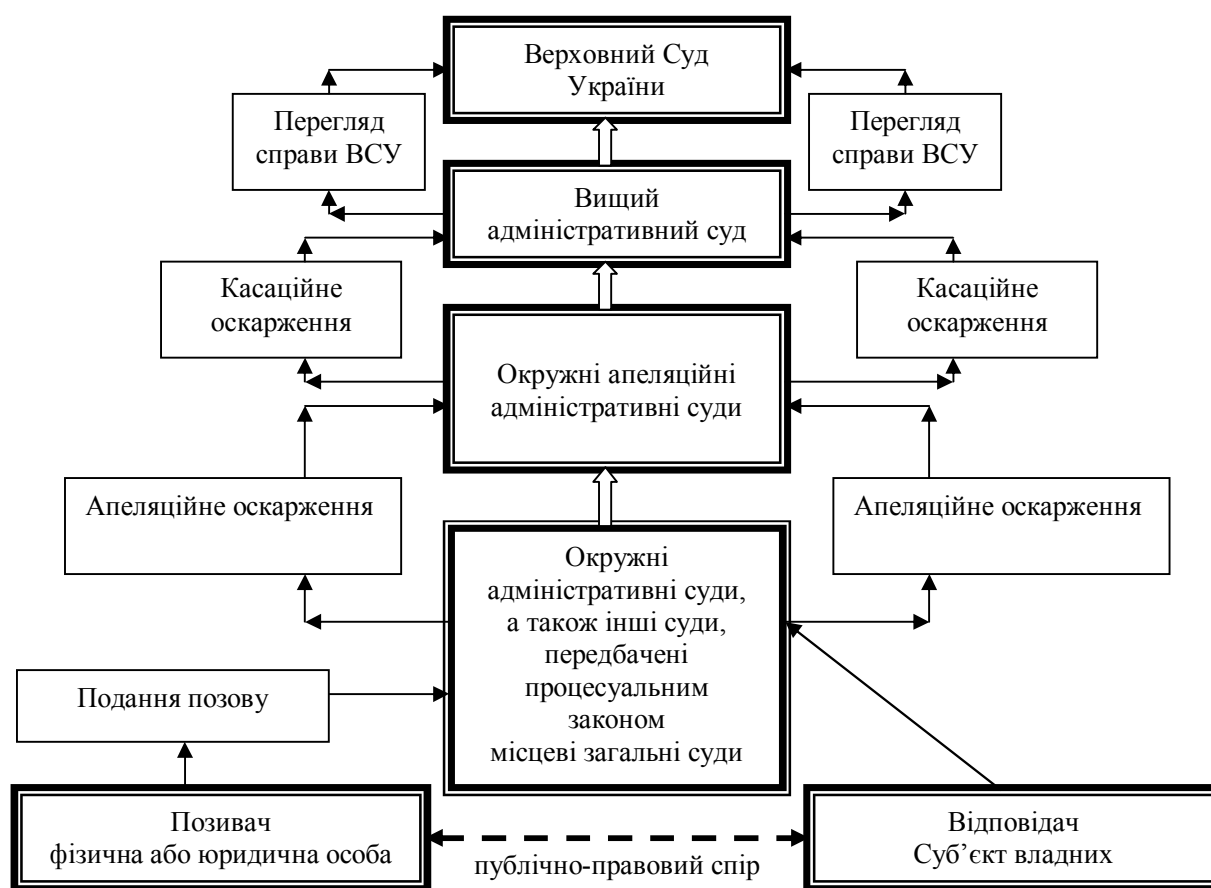 Верховний Суд
України
Перегляд
справи ВСУ
Перегляд
справи ВСУ
Вищий
адміністративний суд
Касаційне
оскарження
Касаційне
оскарження
Окружні апеляційні
адміністративні суди
Апеляційне оскарження
Апеляційне оскарження
Окружні
адміністративні суди,
а також інші суди,
передбачені
процесуальним
законом
місцеві загальні суди
Подання позову
Позивач
фізична або юридична особа
публічно-правовий спір
Відповідач
Суб’єкт владних